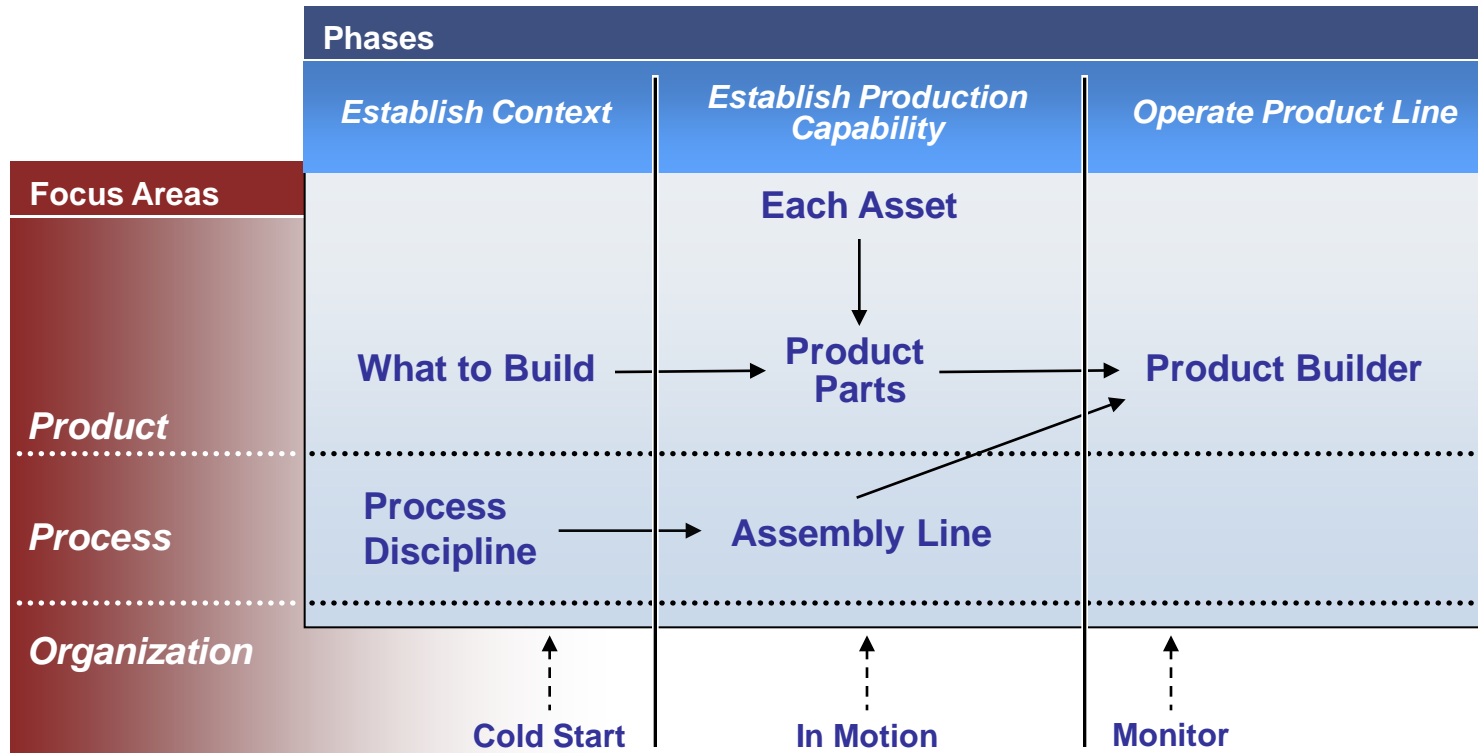 Phases
Establish Context
Establish Production
Capability
Operate Product Line
Focus Areas
Each Asset
What to Build
Product
Parts
Product Builder
Product
Process
Discipline
Assembly Line
Process
Organization
Cold Start
In Motion
Monitor